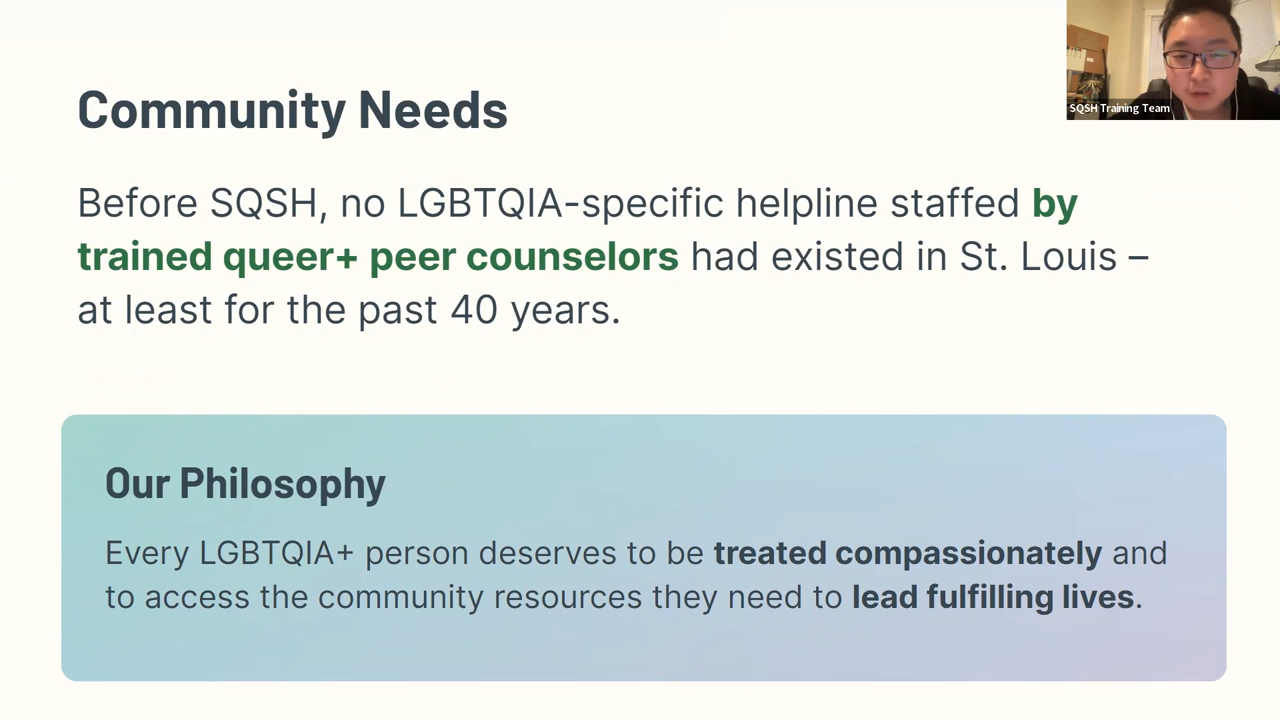 Community Needs
SQSH Training Team
Before SQSH, no LGBTQIA-specific helpline staffed by
trained queer+ peer counselors had existed in St. Louis –
at least for the past 40 years.
Our Philosophy
Every LGBTQIA+ person deserves to be treated compassionately and
to access the community resources they need to lead fulfilling lives.